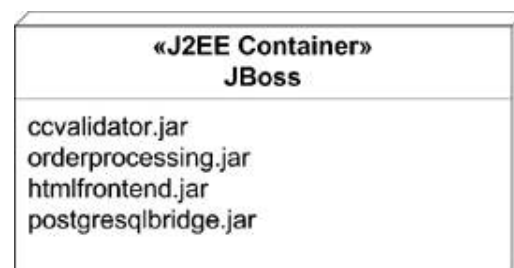 «J2EE Container»
JBoss
ccvalidator.jar
orderprocessing.jar
htmlfrontend.jar
postgresqlbridge.jar